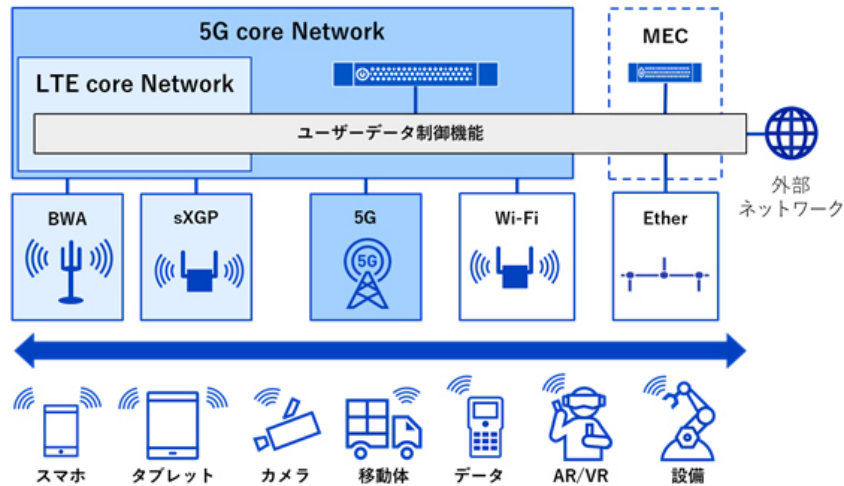 5G core Network
MEC
LTE core Network
ユーザーデータ制御機能
外部
ネットワーク
BWA
sXGP
5G
Wi-Fi
Ether
5G
スマホ
タブレット
カメラ
移動体
データ
AR/VR
設備